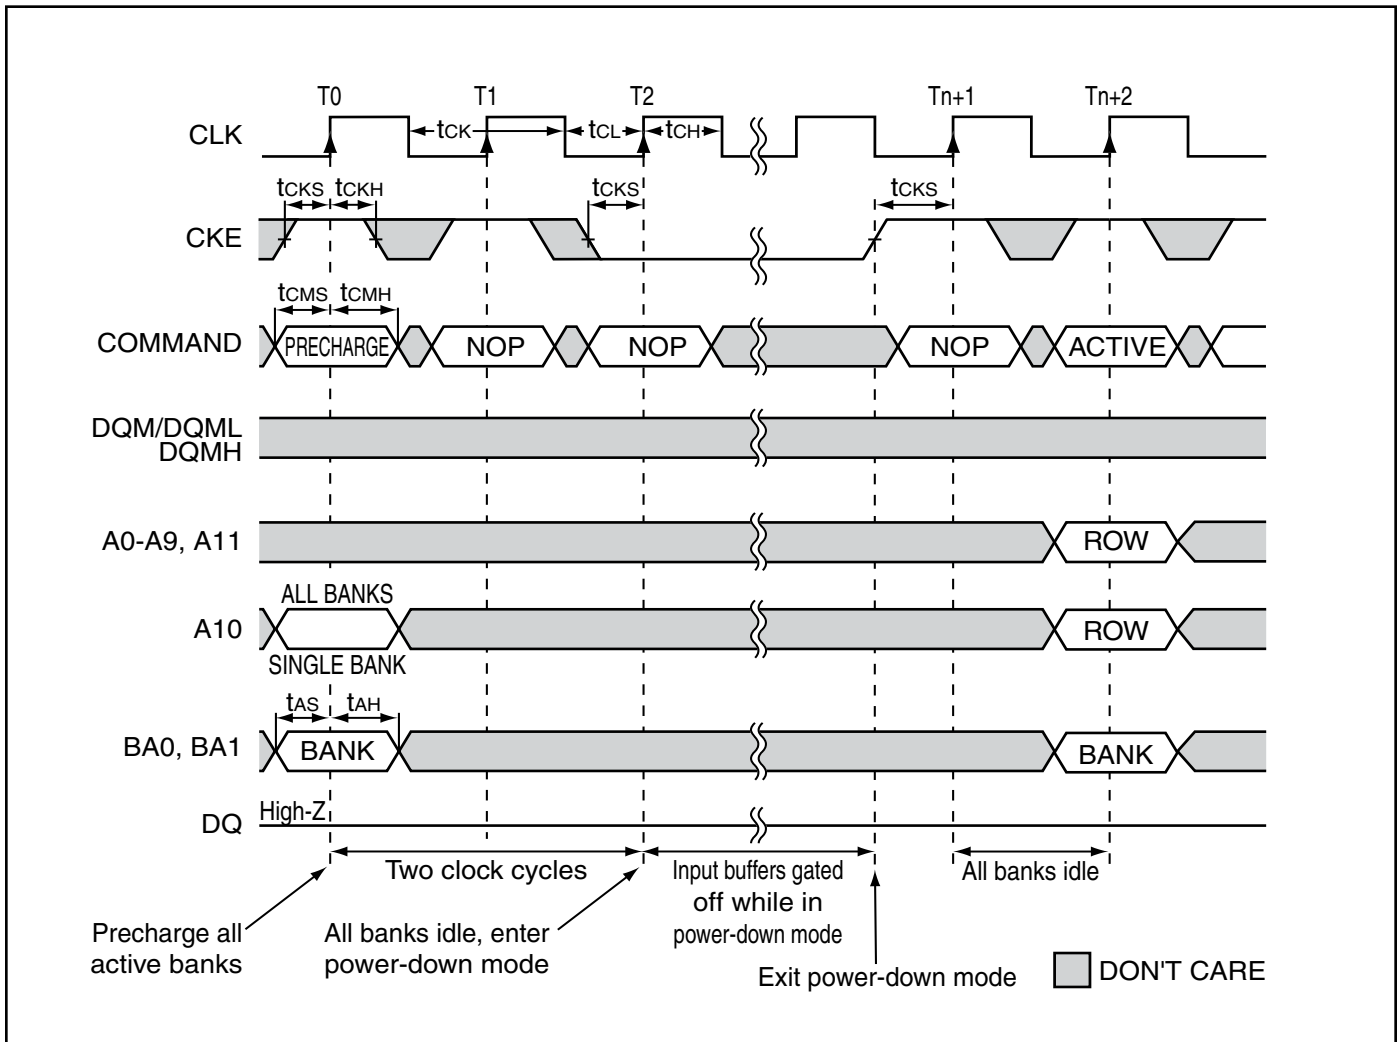 T0 T1 T2 Tn+1 Tn+2
CLK tCK tCL tCH
tCKS tCKH tCKS tCKS
CKE
tCMS tCMH
COMMAND PRECHARGE NOP NOP NOP ACTIVE
DQM/DQML
DQMH
A0-A9, A11 ROW
ALL BANKS
A10 ROW
SINGLE BANK
tAS tAH
BA0, BA1 BANK BANK
DQ High-Z
Two clock cycles
Input buffers gated
off while in
power-down mode
All banks idle
Precharge all
active banks
All banks idle, enter
power-down mode
Exit power-down mode
DON'T CARE